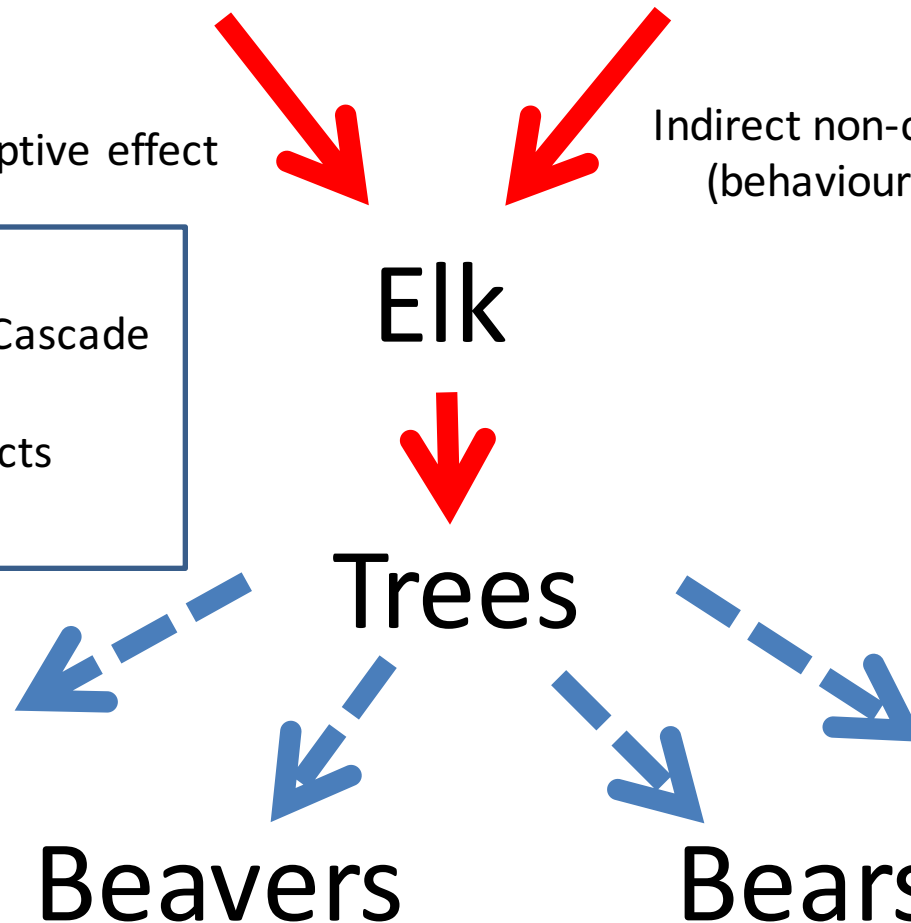 ptive effect
Indirect non-c
(behaviour
Elk
Cascade
cts
Trees
Beavers
Bears